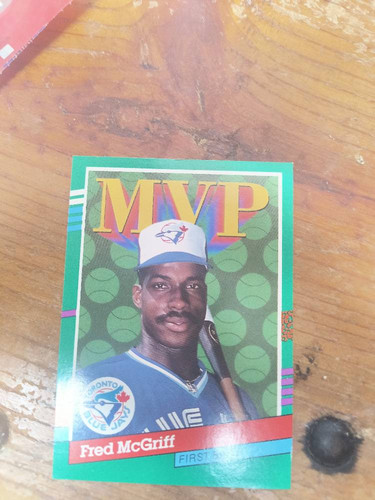 MVP
TORONTO
BLUE JAYS
Fred McGriff
FIRST